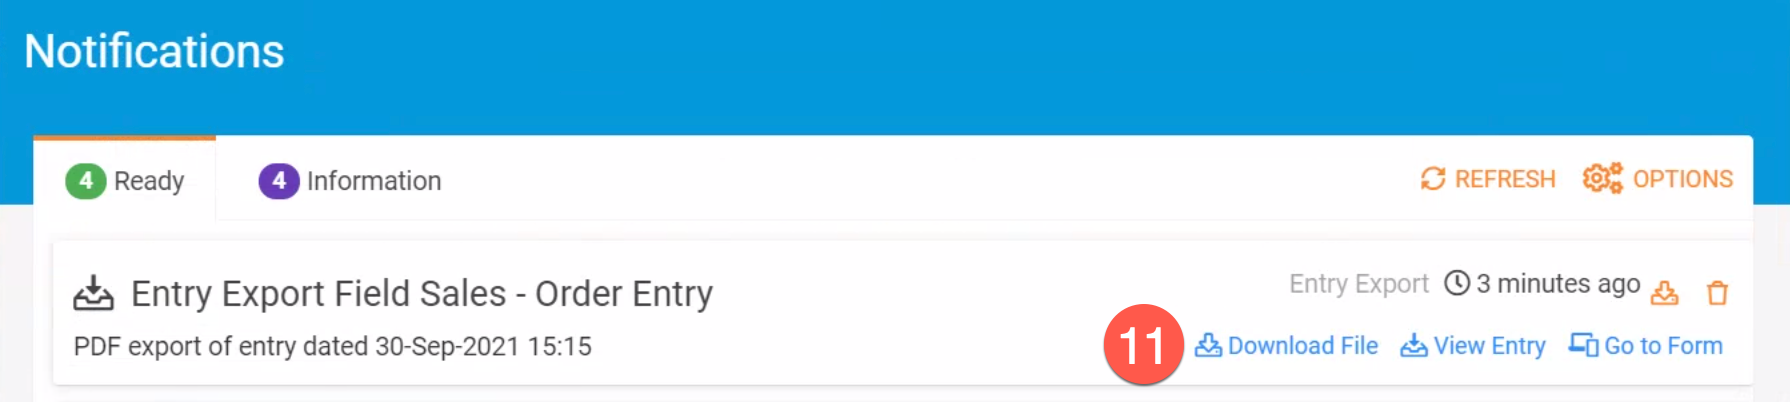 Notifications
4 Ready
4 Information
REFRESH
OPTIONS
Entry Export Field Sales - Order Entry
Entry Export 3 minutes ago
PDF export of entry dated 30-Sep-2021 15:15
11 Download File View Entry Go to Form